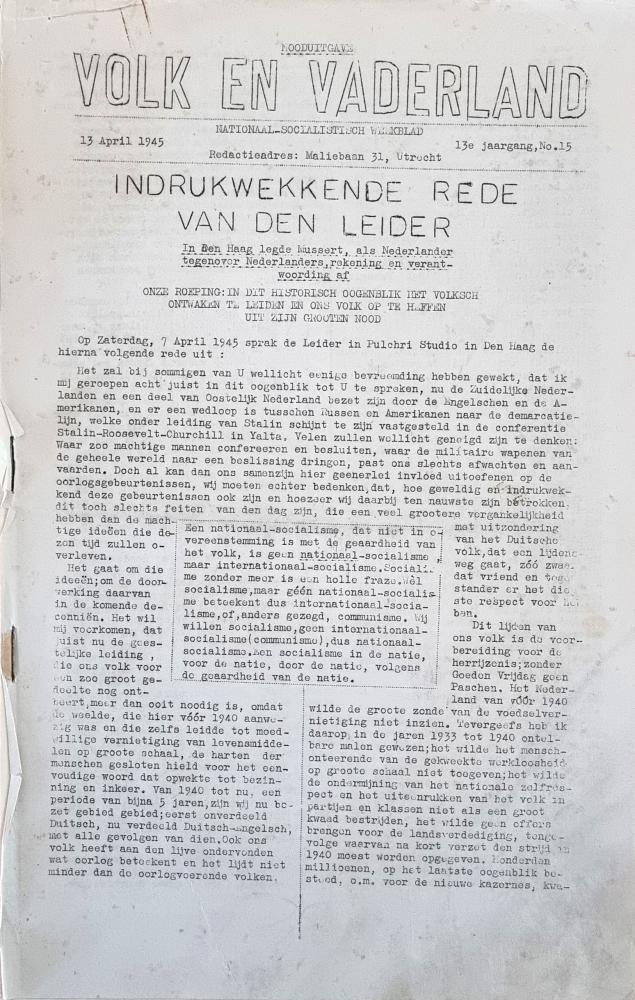 NOODUITGAVE
VOLK EN VADERLAND
NATIONAAL-SOCIALISTISCH WEEKBLAD
13 April 1945
13e jaargang, No.15
Redactieadres: Maliebaan 31, Utrecht
INDRUKWEKKENDE REDE
VAN DEN LEIDER
In Den Haag legde Mussert, als Nederlander
tegenover Nederlanders, rekening en verant-
woording af
ONZE ROEPING: IN DIT HISTORISCH OOGENBLIK HET VOLKSCH
ONTWAKEN TE LEIDEN EN ONS VOLK OP TE HEFFEN
UIT ZIJN GROOTEN NOOD
Op Zaterdag, 7 April 1945 sprak de Leider in Pulchri Studio in Den Haag de
hierna volgende rede uit :
Het zal bij sommigen van U wellicht eenige bevreemding hebben gewekt, dat ik
mij geroepen acht juist in dit oogenblik tot U te spreken, nu de Zuidelijke Neder-
landen en een deel van Oostelijk Nederland bezet zijn door de Engelschen en de A-
merikanen, en er een wedloop is tusschen Russen en Amerikanen naar de demarcatie-
lijn, welke onder leiding van Stalin schijnt te zijn vastgesteld in de conferentie
Stalin-Roosevelt-Churchill in Yalta. Velen zullen wellicht geneigd zijn te denken:
Waar zoo machtige mannen confereeren en besluiten, waar de militaire wapenen van
de geheele wereld naar een beslissing dringen, past ons slechts afwachten en aan-
vaarden. Doch al kan dan ons samenzijn hier geenerlei invloed uitoefenen op de
oorlogsgebeurtenissen, wij moeten echter bedenken, dat, hoe geweldig en indrukwek-
kend deze gebeurtenissen ook zijn en hoezeer wij daarbij ten nauwste zijn betrokken,
dit toch slechts feiten van den dag zijn, die een veel grootere vergankelijkheid
hebben dan de mach-
tige ideeën die de-
zen tijd zullen o-
verleven.
Het gaat om die
ideeën; om de door-
werking daarvan
in de komende de-
cenniën. Het wil
mij voorkomen, dat
juist nu de gees-
telijke leiding,
die ons volk voor
een zoo groot ge-
deelte nog ont-
beert, meer dan ooit noodig is, omdat
de weelde, die hier vóór 1940 aanwe-
zig was en die zelfs leidde tot moed-
willige vernietiging van levensmidde-
len op groote schaal, de harten der
menschen gesloten hield voor het een-
voudige woord dat opwekte tot bezin-
ning en inkeer. Van 1940 tot nu, een
periode van bijna 5 jaren, zijn wij nu be-
zet gebied gebied; eerst onverdeeld
Duitsch, nu verdeeld Duitsch-Engelsch,
met alle gevolgen van dien. Ook ons
volk heeft aan den lijve ondervonden
wat oorlog beteekent en het lijdt niet
minder dan de oorlogvoerende volken,
Een nationaal-socialisme, dat niet in o-
vereenstemming is met de geaardheid van
het volk, is geen nationaal-socialisme
maar internationaal-socialisme. Sociali..
me zonder meer is een holle fraze. Wèl
socialisme, maar géén nationaal-socialis-
me beteekent dus internationaal-socia-
lisme, of, anders gezegd, communisme. Wij
willen socialisme, geen internationaal-
socialisme (communisme), dus nationaal-
socialisme. Een socialisme in de natie,
voor de natie, door de natie, volgens
de geaardheid van de natie.
met uitzondering
van het Duitsche
volk, dat een lijdens-
weg gaat, zóó zwaar
dat vriend en tegen-
stander er het diep-
ste respect voor heb-
ben.
Dit lijden van
ons volk is de voor-
bereiding voor de
herrijzenis; zonder
Goeden Vrijdag geen
Paschen. Het Neder-
land van vóór 1940
wilde de groote zonde van de voedselver-
nietiging niet inzien. Tevergeefs heb ik
daarop in de jaren 1933 tot 1940 ontel-
bare malen gewezen; het wilde het mensch-
onteerende van de gekweekte werkloosheid
op groote schaal niet toegeven; het wilde
de ondermijning van het nationale zelfres-
pect en het uiteenrukken van het volk in
partijen en klassen niet als een groot
kwaad bestrijden, het wilde geen offers
brengen voor de landsverdediging, tenge-
volge waarvan na kort verzet den strijd in
1940 moest worden opgegeven. Honderden
millioenen, op het laatste oogenblik be-
steed, o.m. voor de nieuwe kazernes, kwa-